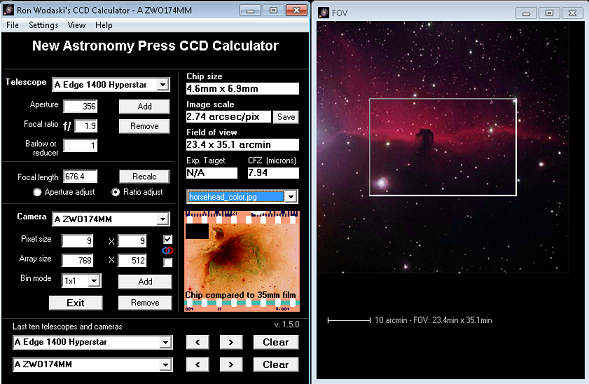 Ron Wodaski's CCD Calculator - A ZWO174MM
File Settings View Help
New Astronomy Press CCD Calculator
Telescope A Edge 1400 Hyperstar
Aperture 356 Add
Focal ratio f/ 1.9 Remove
Barlow or reducer 1
Focal length 676.4 Recalc
Aperture adjust Ratio adjust
Camera A ZWO174MM
Pixel size 9 X 9
Array size 768 X 512
Bin mode 1x1 Add
Exit Remove
Chip size
4.6mm x 6.9mm
Image scale
2.74 arcsec/pix Save
Field of view
23.4 x 35.1 arcmin
Exp. Target CFZ (microns)
N/A 7.94
horsehead_color.jpg
Chip compared to 35mm film
v. 1.5.0
Last ten telescopes and cameras
A Edge 1400 Hyperstar < > Clear
A ZWO174MM < > Clear
FOV
10 arcmin - FOV: 23.4min x 35.1min